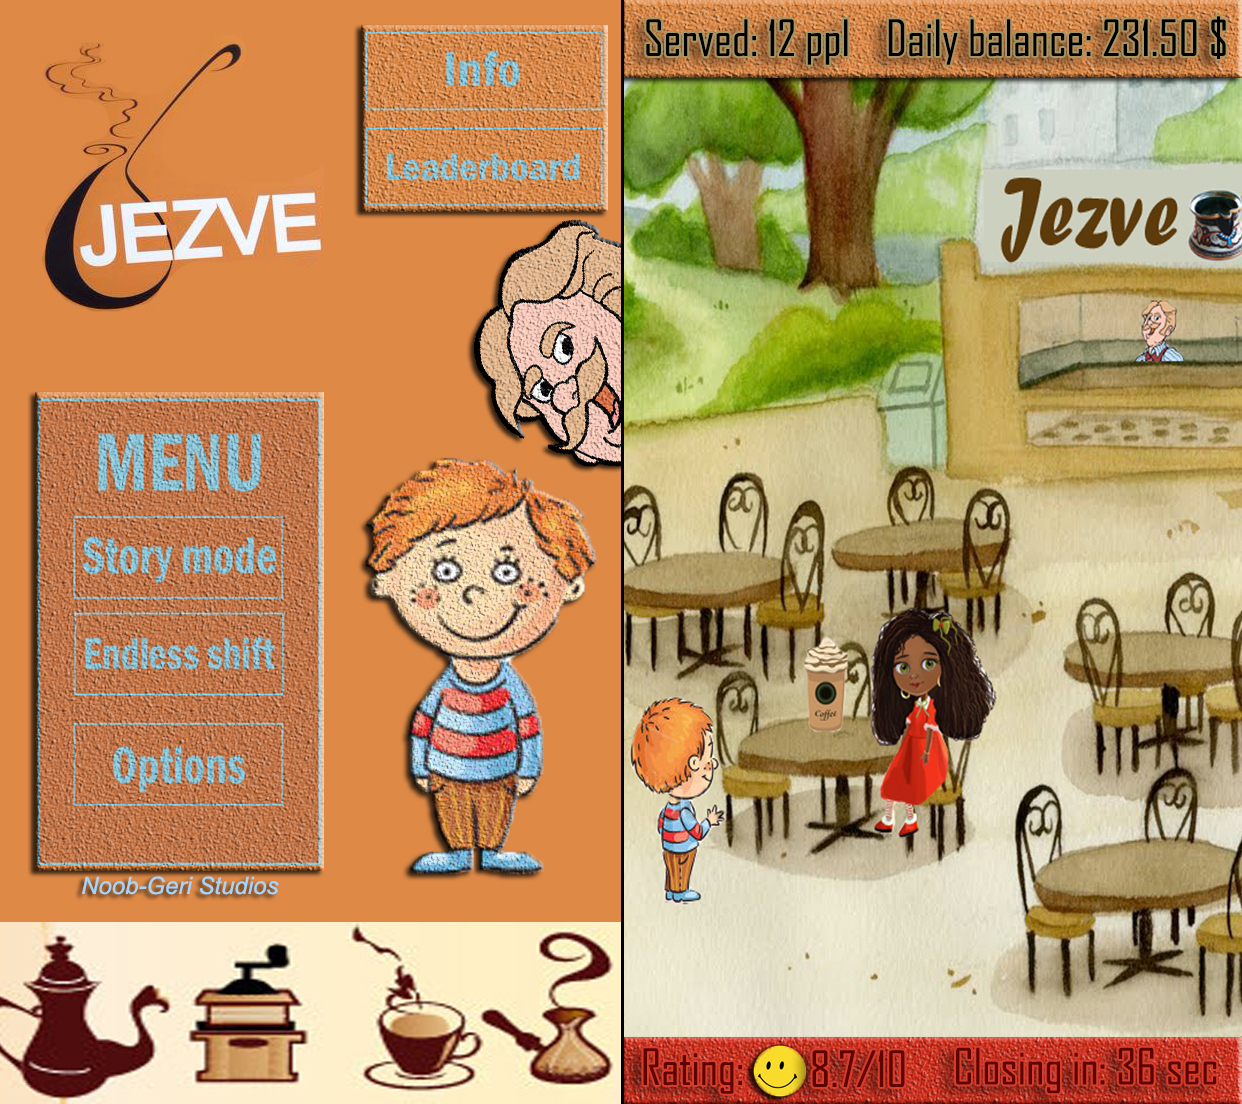 JEZVE
Info
Leaderboard
MENU
Story mode
Endless shift
Options
Noob-Geri Studios
Served: 12 ppl
Daily balance: 231.50 $
Jezve
Coffee
Rating: 8.7/10
Closing in: 36 sec